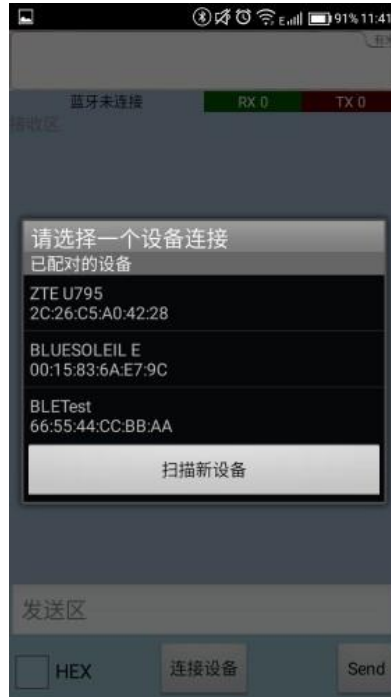 E 91% 11:41
蓝牙未连接 RX 0 TX 0
接收区
请选择一个设备连接
已配对的设备
ZTE U795
2C:26:C5:A0:42:28
BLUESOLEIL E
00:15:83:6A:E7:9C
BLETest
66:55:44:CC:BB:AA
扫描新设备
发送区
HEX 连接设备 Send